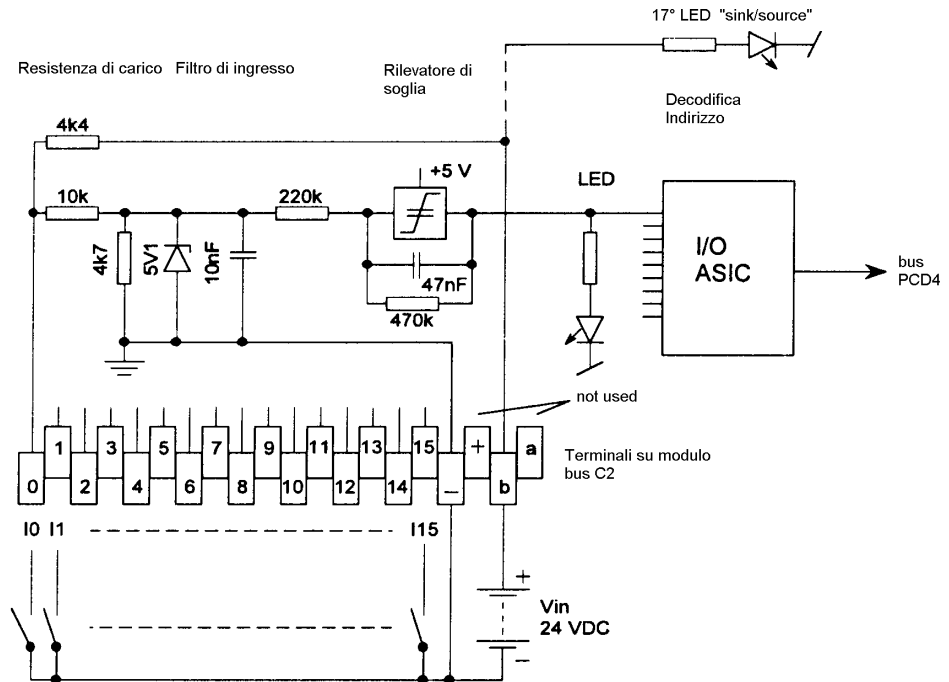 17° LED "sink/source"
Resistenza di carico
Filtro di ingresso
Rilevatore di
soglia
Decodifica
Indirizzo
4k4
+5 V
LED
10k
220k
4k7
5V1
10nF
47nF
470k
I/O
ASIC
bus
PCD4
not used
1 3 5 7 9 11 13 15 + a
0 2 4 6 8 10 12 14 – b
Terminali su modulo
bus C2
I0 I1 I15
+
Vin
24 VDC
–